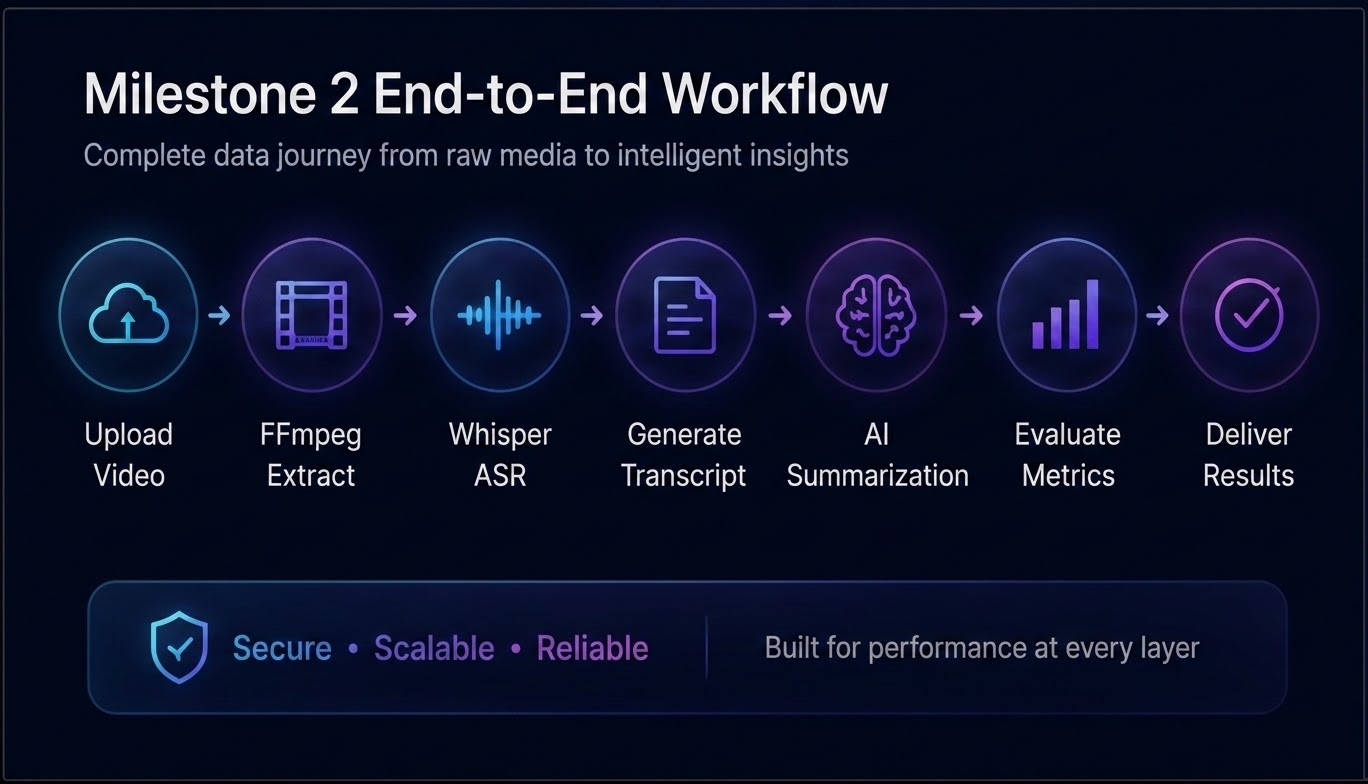 Milestone 2 End-to-End Workflow
Complete data journey from raw media to intelligent insights
Upload
Video
FFmpeg
Extract
Whisper
ASR
Generate
Transcript
AI
Summarization
Evaluate
Metrics
Deliver
Results
Secure • Scalable • Reliable
Built for performance at every layer